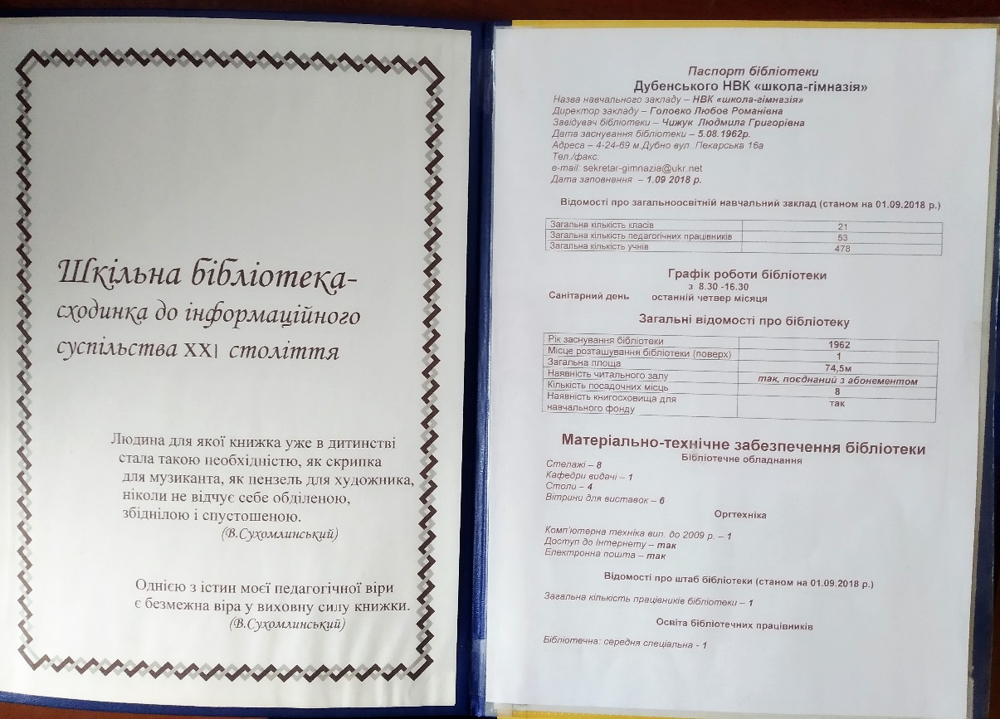 Шкільна бібліотека-
сходинка до інформаційного
суспільства XXI століття
Людина для якої книжка уже в дитинстві
стала такою необхідністю, як скрипка
для музиканта, як пензель для художника,
ніколи не відчує себе обділеною,
збіднілою і спустошеною.
(В.Сухомлинський)
Однією з істин моєї педагогічної віри
є безмежна віра у виховну силу книжки.
(В.Сухомлинський)
Паспорт бібліотеки
Дубенського НВК «школа-гімназія»
Назва навчального закладу – НВК «школа-гімназія»
Директор закладу – Головко Любов Романівна
Завідувач бібліотеки – Чижук Людмила Григорівна
Дата заснування бібліотеки – 5.08.1962р.
Адреса – 4-24-69 м.Дубно вул. Пекарська 16а
Тел./факс:
e-mail: sekretar-gimnazia@ukr.net
Дата заповнення – 1.09 2018 р.
Відомості про загальноосвітній навчальний заклад (станом на 01.09.2018 р.)
Загальна кількість класів 21
Загальна кількість педагогічних працівників 53
Загальна кількість учнів 478
Графік роботи бібліотеки
з 8.30 -16.30
Санітарний день останній четвер місяця
Загальні відомості про бібліотеку
Рік заснування бібліотеки 1962
Місце розташування бібліотеки (поверх) 1
Загальна площа 74,5м
Наявність читального залу так, поєднаний з абонементом
Кількість посадочних місць 8
Наявність книгосховища для так
навчального фонду
Матеріально-технічне забезпечення бібліотеки
Бібліотечне обладнання
Стелажі – 8
Кафедри видачі – 1
Столи – 4
Вітрини для виставок – 6
Оргтехніка
Комп'ютерна техніка вип. до 2009 р. – 1
Доступ до Інтернету – так
Електронна пошта – так
Відомості про штаб бібліотеки (станом на 01.09.2018 р.)
Загальна кількість працівників бібліотеки – 1
Освіта бібліотечних працівників
Бібліотечна: середня спеціальна - 1